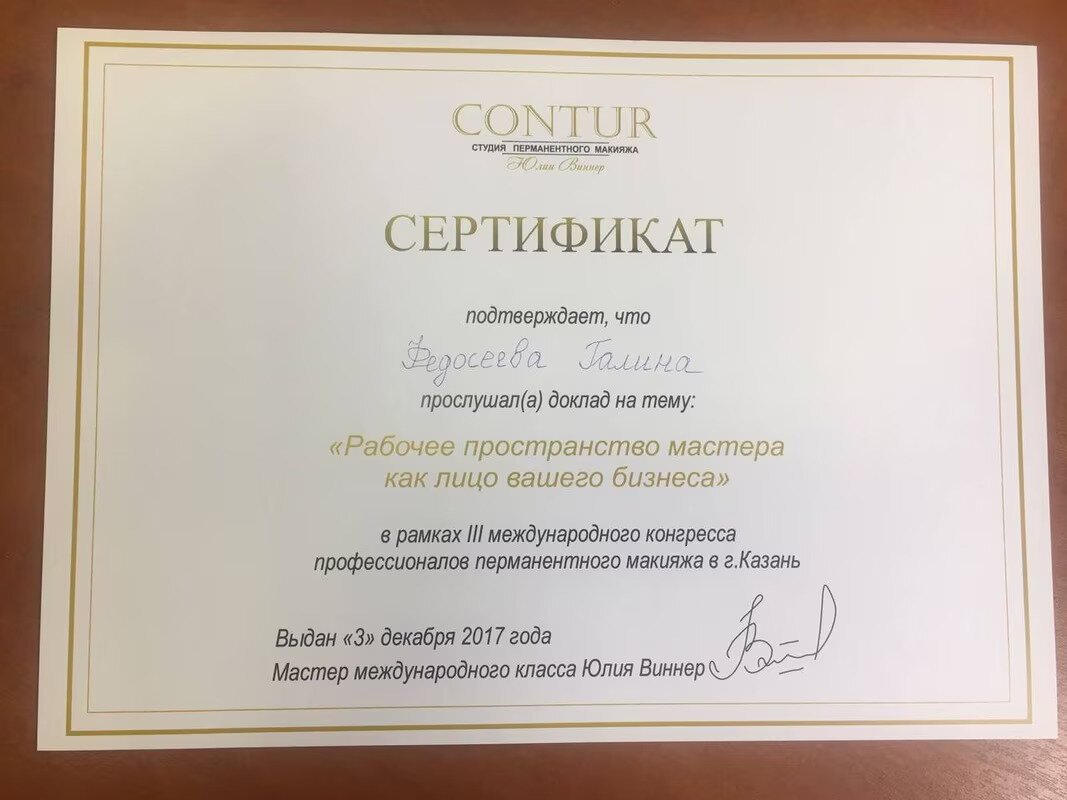 CONTUR
СТУДИЯ ПЕРМАНЕНТНОГО МАКИЯЖА
Юлии Виннер
СЕРТИФИКАТ
подтверждает, что
Федосеева Галина
прослушал(а) доклад на тему:
«Рабочее пространство мастера
как лицо вашего бизнеса»
в рамках III международного конгресса
профессионалов перманентного макияжа в г.Казань
Выдан «3» декабря 2017 года
Мастер международного класса Юлия Виннер